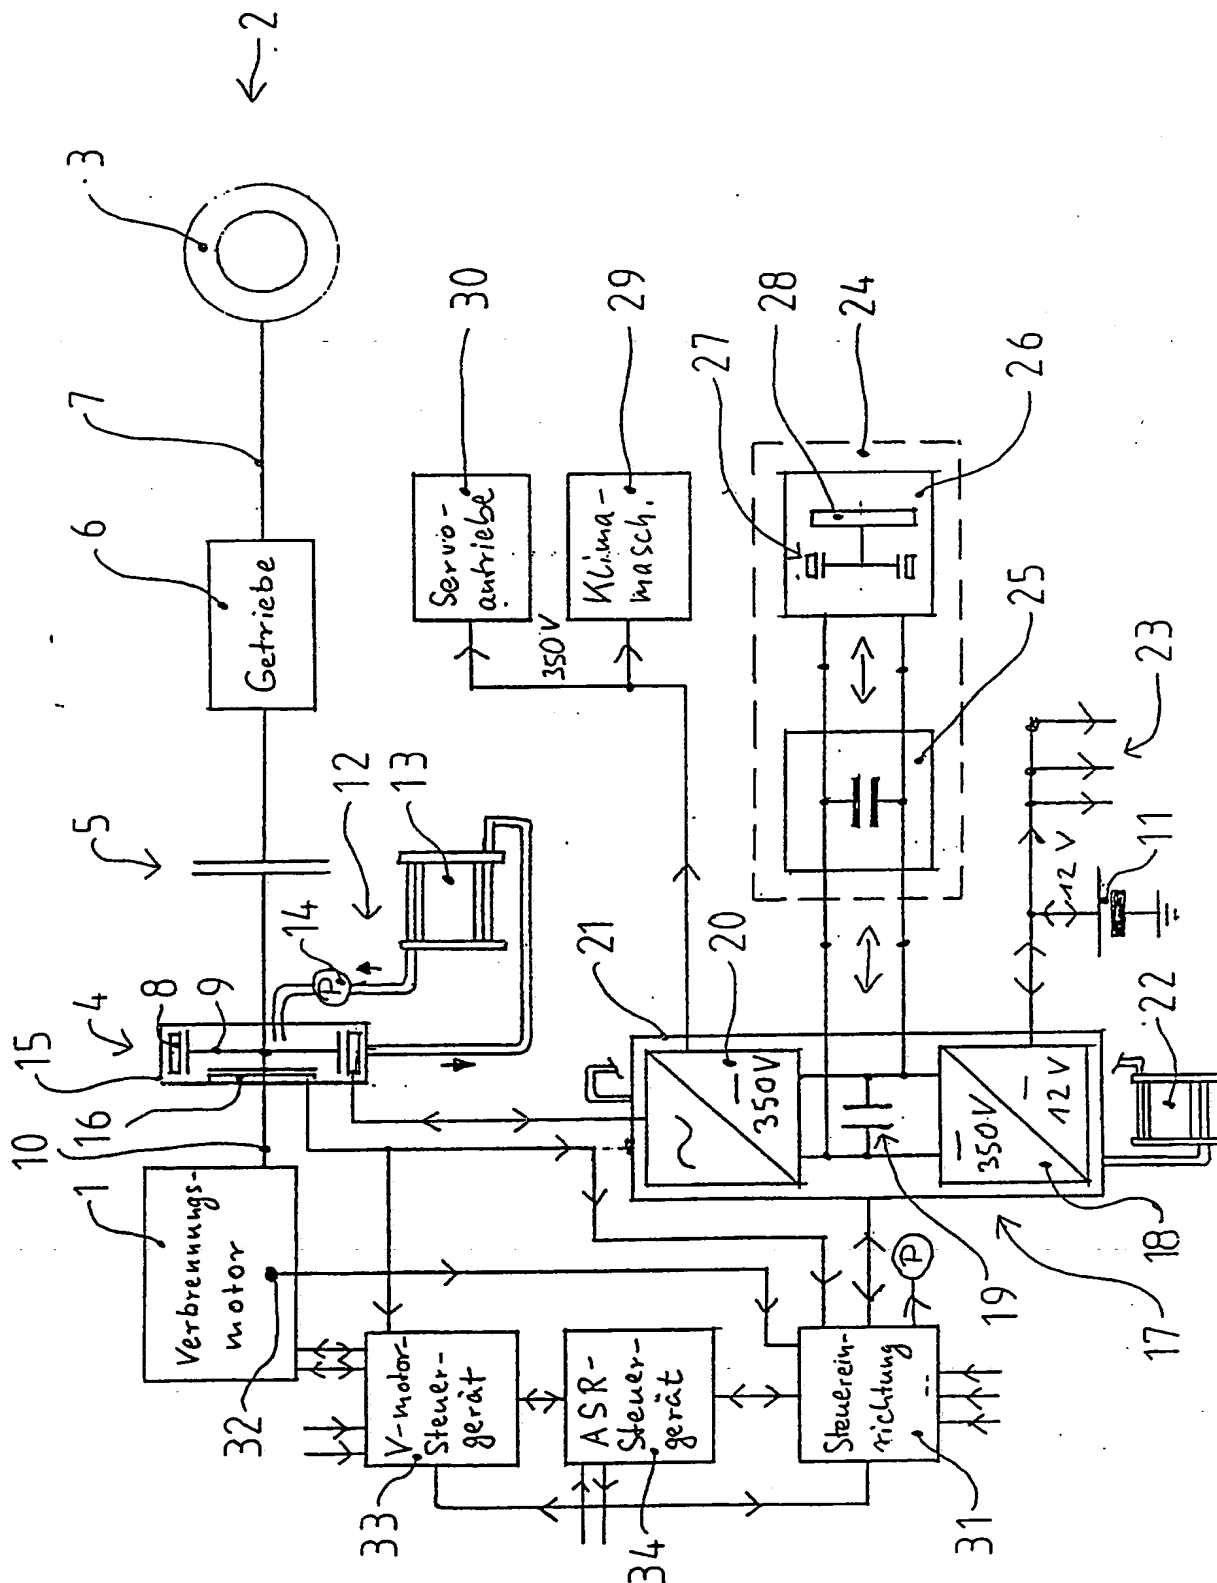 2
3
7
6
Getriebe
5
12
13
14
P
8
9
4
15
16
10
1
Verbrennungs-
motor
32
30
Servo-
antriebe
350V
29
Klima-
masch.
27
28
24
26
25
23
12 V
11
21
20
~
350V
350V
12V
22
18
19
17
P
V-motor-
Steuer-
gerät
33
ASR-
Steuer-
gerät
34
Steuerein-
richtung
...
31